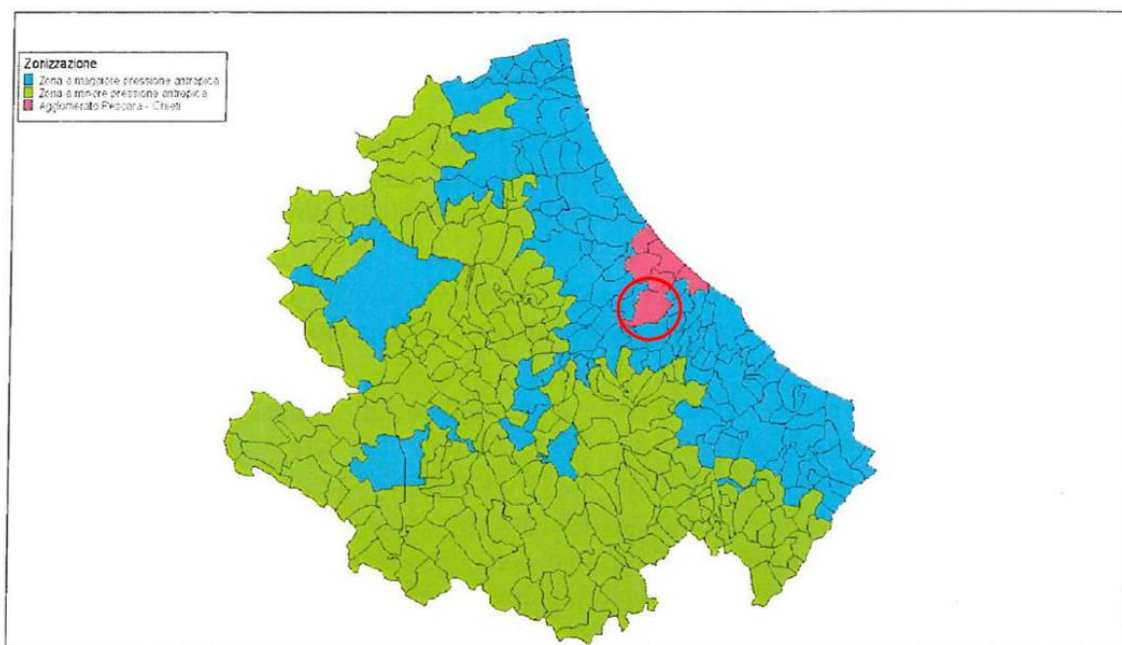 Zonizzazione
Zona a maggiore pressione antropica
Zona a minore pressione antropica
Agglomerato Pescara - Chieti